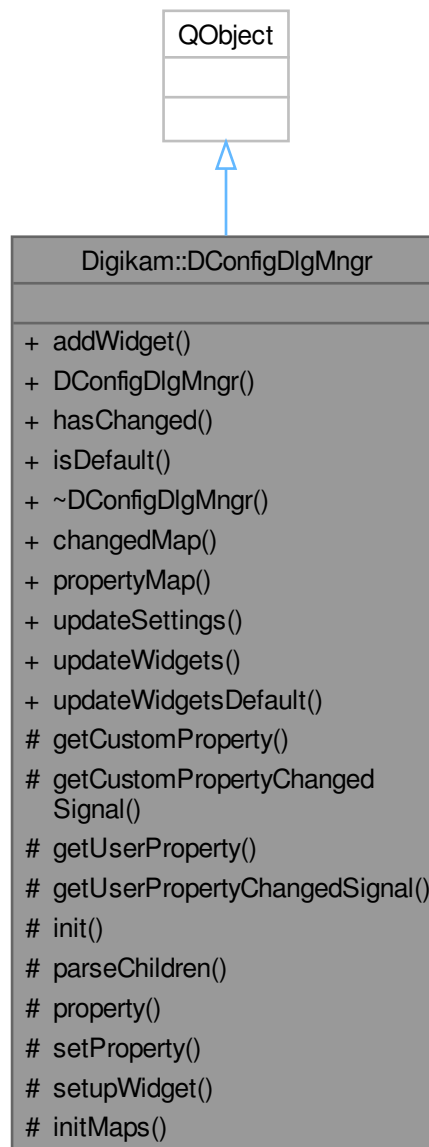 QObject
Digikam::DConfigDlgMngr
+ addWidget()
+ DConfigDlgMngr()
+ hasChanged()
+ isDefault()
+ ~DConfigDlgMngr()
+ changedMap()
+ propertyMap()
+ updateSettings()
+ updateWidgets()
+ updateWidgetsDefault()
# getCustomProperty()
# getCustomPropertyChanged
Signal()
# getUserProperty()
# getUserPropertyChangedSignal()
# init()
# parseChildren()
# property()
# setProperty()
# setupWidget()
# initMaps()